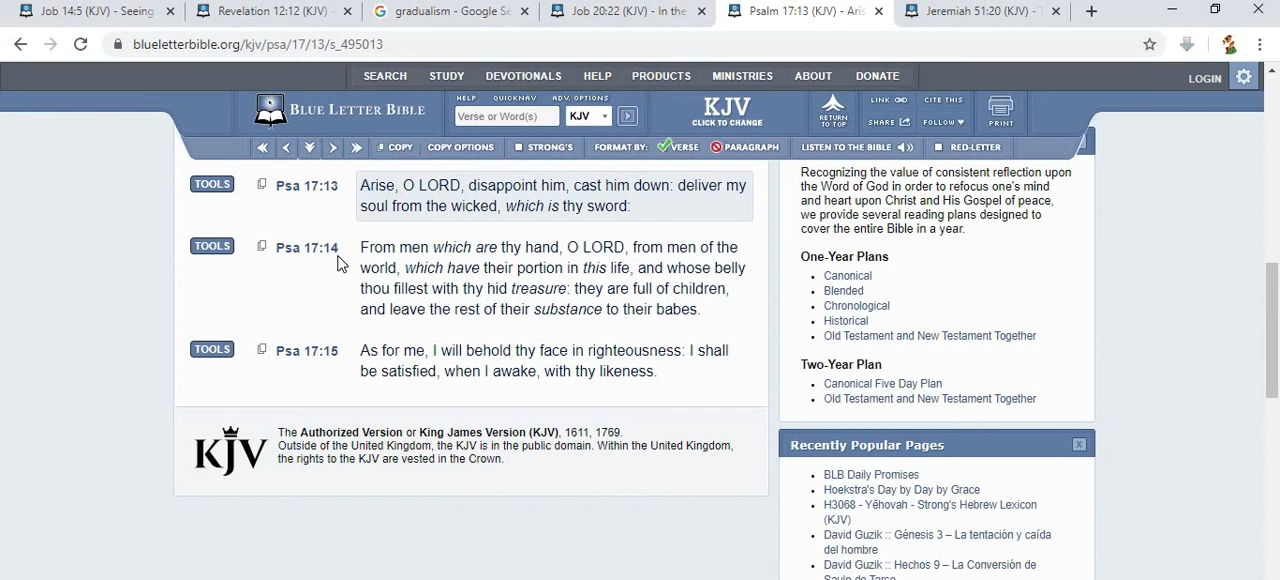 Job 14:5 (KJV) - Seeing
Revelation 12:12 (KJV) -
gradualism - Google Se
Job 20:22 (KJV) - In the
Psalm 17:13 (KJV) - Aris
Jeremiah 51:20 (KJV) - T
blueletterbible.org/kjv/psa/17/13/s_495013
SEARCH STUDY DEVOTIONALS HELP PRODUCTS MINISTRIES ABOUT DONATE
LOGIN
BLUE LETTER BIBLE
HELP QUICKNAV ADV. OPTIONS
Verse or Word(s) KJV
KJV
CLICK TO CHANGE
RETURN
TO TOP
LINK CITE THIS
SHARE FOLLOW
PRINT
COPY COPY OPTIONS STRONG'S FORMAT BY: VERSE PARAGRAPH LISTEN TO THE BIBLE RED-LETTER
TOOLS Psa 17:13 Arise, O LORD, disappoint him, cast him down: deliver my
soul from the wicked, which is thy sword:
TOOLS Psa 17:14 From men which are thy hand, O LORD, from men of the
world, which have their portion in this life, and whose belly
thou fillest with thy hid treasure: they are full of children,
and leave the rest of their substance to their babes.
TOOLS Psa 17:15 As for me, I will behold thy face in righteousness: I shall
be satisfied, when I awake, with thy likeness.
KJV
The Authorized Version or King James Version (KJV), 1611, 1769.
Outside of the United Kingdom, the KJV is in the public domain. Within the United Kingdom,
the rights to the KJV are vested in the Crown.
Recognizing the value of consistent reflection upon
the Word of God in order to refocus one's mind
and heart upon Christ and His Gospel of peace,
we provide several reading plans designed to
cover the entire Bible in a year.
One-Year Plans
Canonical
Blended
Chronological
Historical
Old Testament and New Testament Together
Two-Year Plan
Canonical Five Day Plan
Old Testament and New Testament Together
Recently Popular Pages
BLB Daily Promises
Hoekstra's Day by Day by Grace
H3068 - Yĕhovah - Strong's Hebrew Lexicon
(KJV)
David Guzik :: Génesis 3 – La tentación y caída
del hombre
David Guzik :: Hechos 9 – La Conversión de
Saulo de Tarso